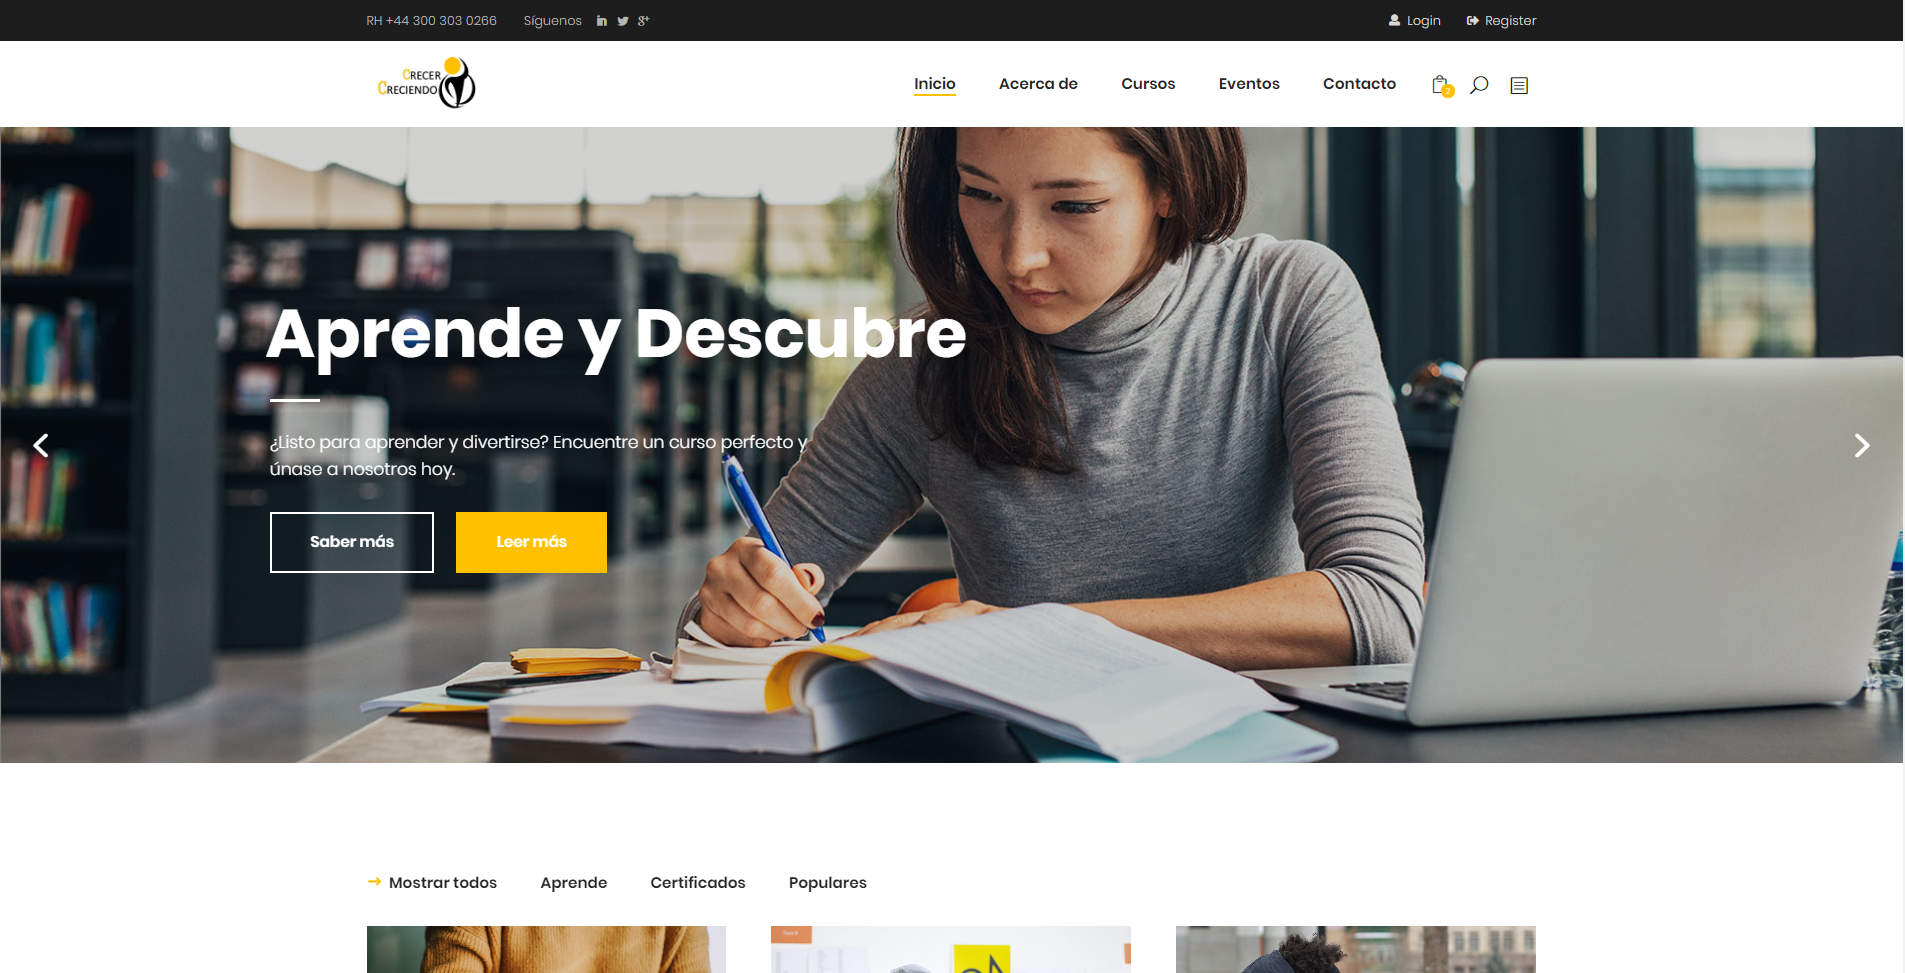 RH +44 300 303 0266 Síguenos
Login Register
CRECER
CRECIENDO
Inicio Acerca de Cursos Eventos Contacto
Aprende y Descubre
¿Listo para aprender y divertirse? Encuentre un curso perfecto y
únase a nosotros hoy.
Saber más Leer más
Mostrar todos Aprende Certificados Populares